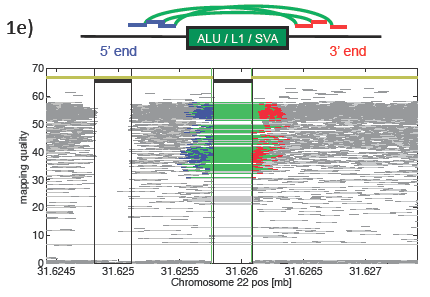 1e)
ALU / L1 / SVA
5' end
3' end
70
60
50
40
30
20
10
0
mapping quality
31.6245
31.625
31.6255
31.626
31.6265
31.627
Chromosome 22 pos [mb]